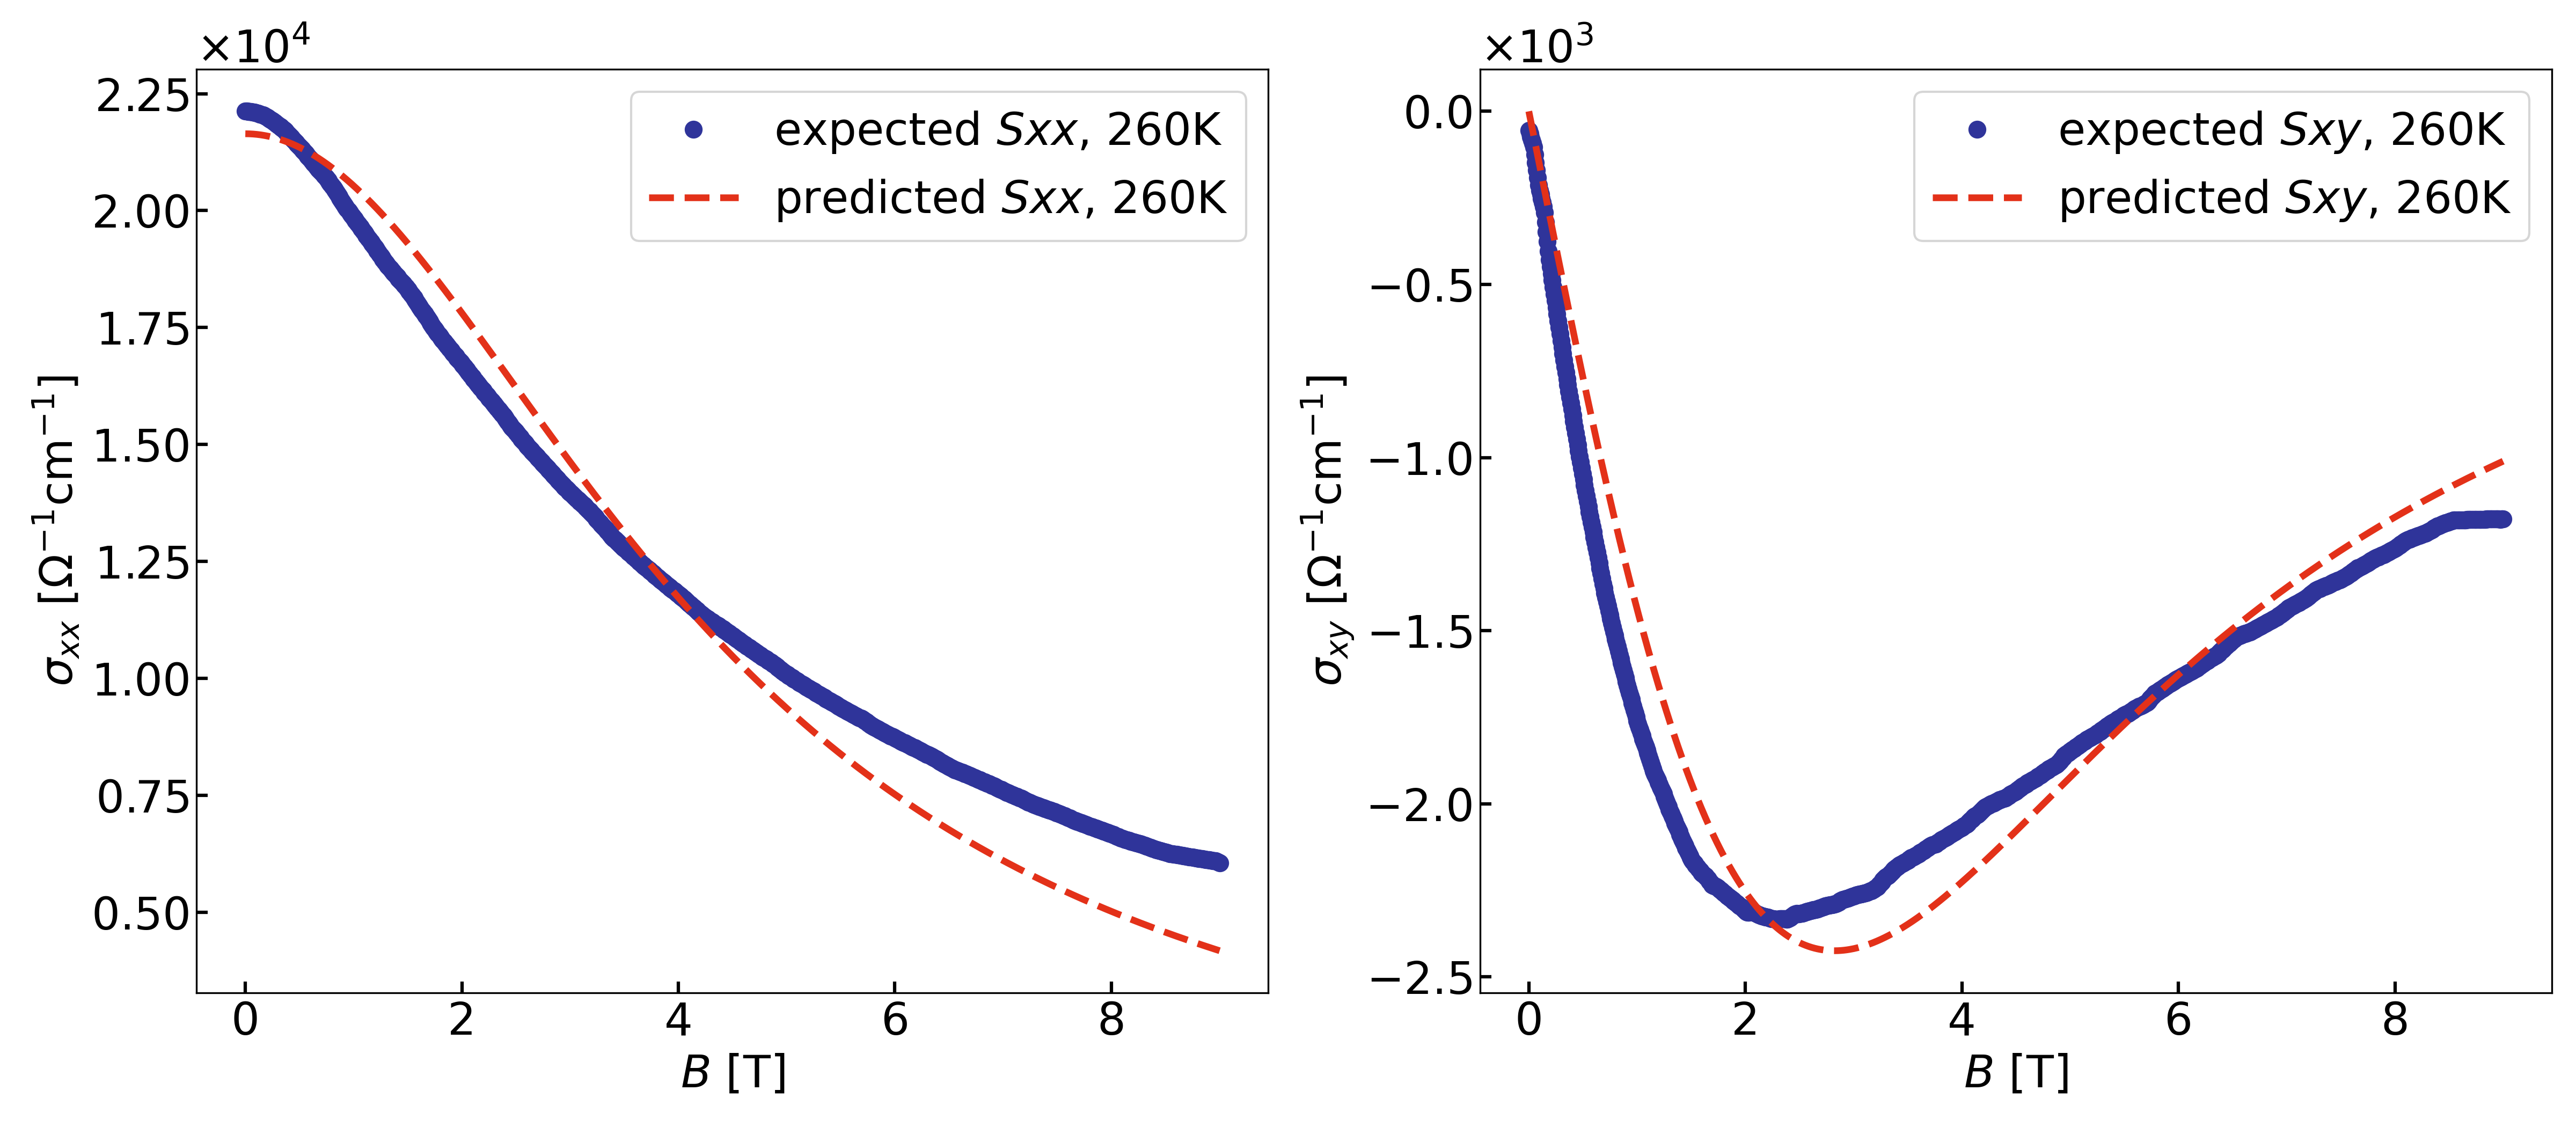 ×10⁴
2.25
2.00
1.75
1.50
1.25
1.00
0.75
0.50
σxx [Ω⁻¹cm⁻¹]
expected Sxx, 260K
predicted Sxx, 260K
0 2 4 6 8
B [T]
×10³
0.0
−0.5
−1.0
−1.5
−2.0
−2.5
σxy [Ω⁻¹cm⁻¹]
expected Sxy, 260K
predicted Sxy, 260K
0 2 4 6 8
B [T]